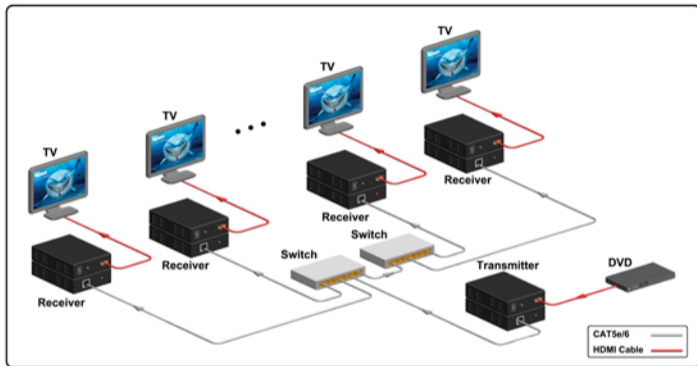 TV
TV
TV
TV
Receiver
Receiver
Receiver
Receiver
Switch
Switch
Transmitter
DVD
CAT5e/6
HDMI Cable